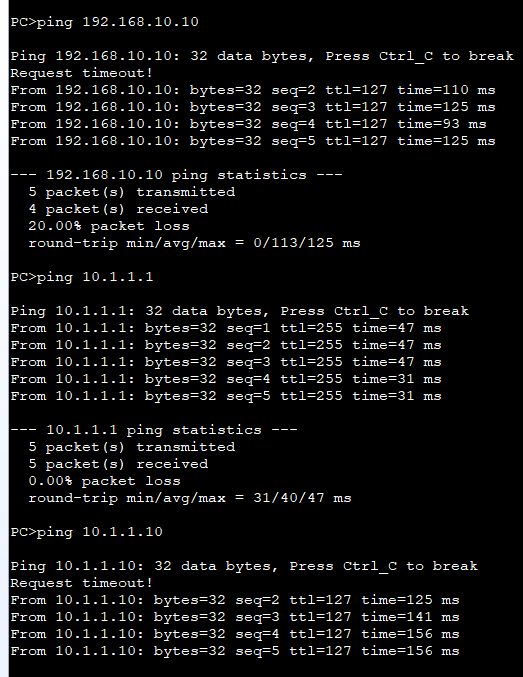 PC>ping 192.168.10.10
Ping 192.168.10.10: 32 data bytes, Press Ctrl_C to break
Request timeout!
From 192.168.10.10: bytes=32 seq=2 ttl=127 time=110 ms
From 192.168.10.10: bytes=32 seq=3 ttl=127 time=125 ms
From 192.168.10.10: bytes=32 seq=4 ttl=127 time=93 ms
From 192.168.10.10: bytes=32 seq=5 ttl=127 time=125 ms
--- 192.168.10.10 ping statistics ---
5 packet(s) transmitted
4 packet(s) received
20.00% packet loss
round-trip min/avg/max = 0/113/125 ms
PC>ping 10.1.1.1
Ping 10.1.1.1: 32 data bytes, Press Ctrl_C to break
From 10.1.1.1: bytes=32 seq=1 ttl=255 time=47 ms
From 10.1.1.1: bytes=32 seq=2 ttl=255 time=47 ms
From 10.1.1.1: bytes=32 seq=3 ttl=255 time=47 ms
From 10.1.1.1: bytes=32 seq=4 ttl=255 time=31 ms
From 10.1.1.1: bytes=32 seq=5 ttl=255 time=31 ms
--- 10.1.1.1 ping statistics ---
5 packet(s) transmitted
5 packet(s) received
0.00% packet loss
round-trip min/avg/max = 31/40/47 ms
PC>ping 10.1.1.10
Ping 10.1.1.10: 32 data bytes, Press Ctrl_C to break
Request timeout!
From 10.1.1.10: bytes=32 seq=2 ttl=127 time=125 ms
From 10.1.1.10: bytes=32 seq=3 ttl=127 time=141 ms
From 10.1.1.10: bytes=32 seq=4 ttl=127 time=156 ms
From 10.1.1.10: bytes=32 seq=5 ttl=127 time=156 ms